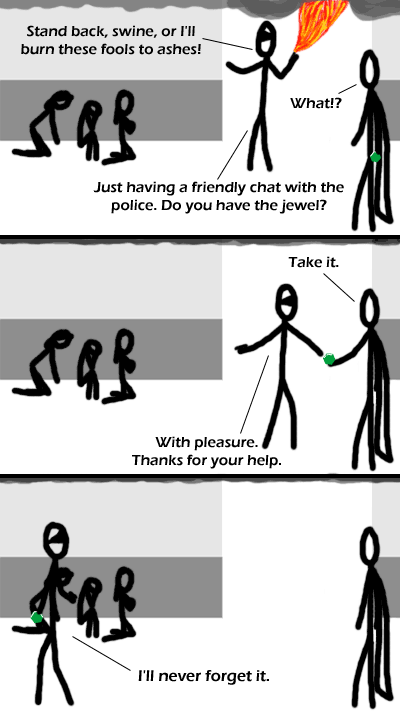 Stand back, swine, or I'll
burn these fools to ashes!
What!?
Just having a friendly chat with the
police. Do you have the jewel?
Take it.
With pleasure.
Thanks for your help.
I'll never forget it.